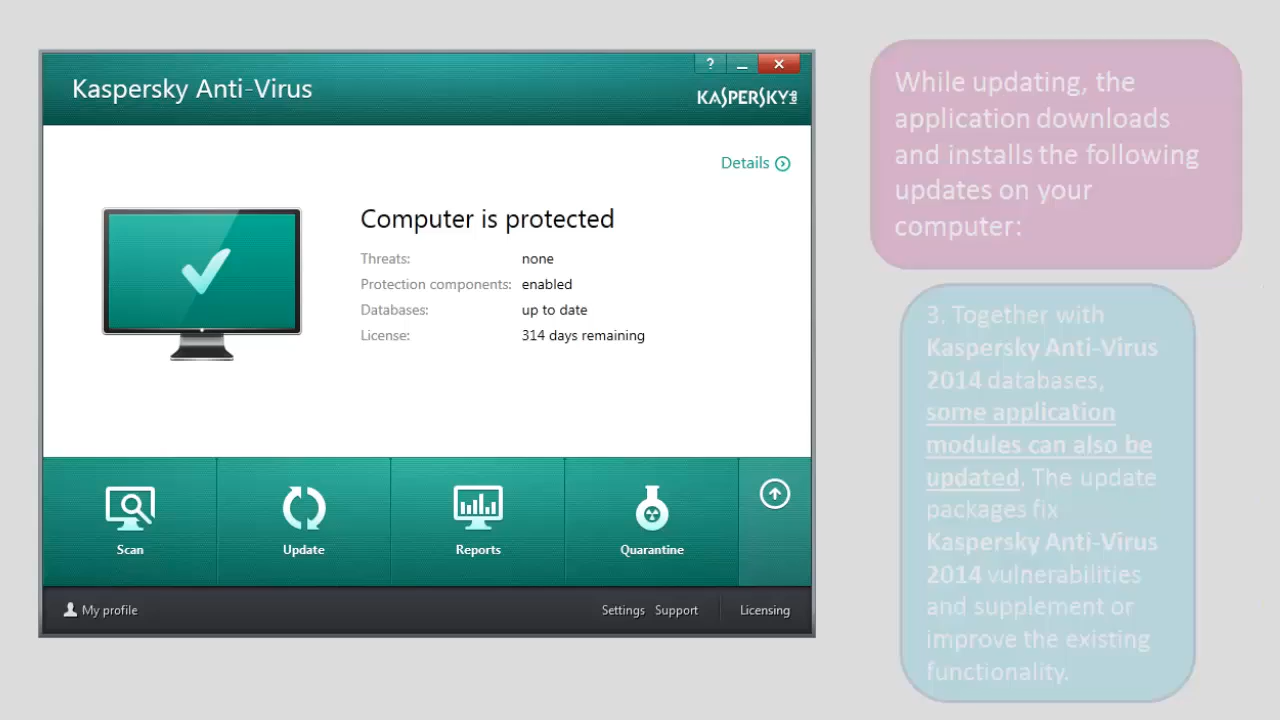 ?
Kaspersky Anti-Virus
KASPERSKY LAB
Details
Computer is protected
Threats: none
Protection components: enabled
Databases: up to date
License: 314 days remaining
Scan
Update
Reports
Quarantine
My profile
Settings
Support
Licensing
While updating, the
application downloads
and installs the following
updates on your
computer:
3. Together with
Kaspersky Anti-Virus
2014 databases,
some application
modules can also be
updated. The update
packages fix
Kaspersky Anti-Virus
2014 vulnerabilities
and supplement or
improve the existing
functionality.